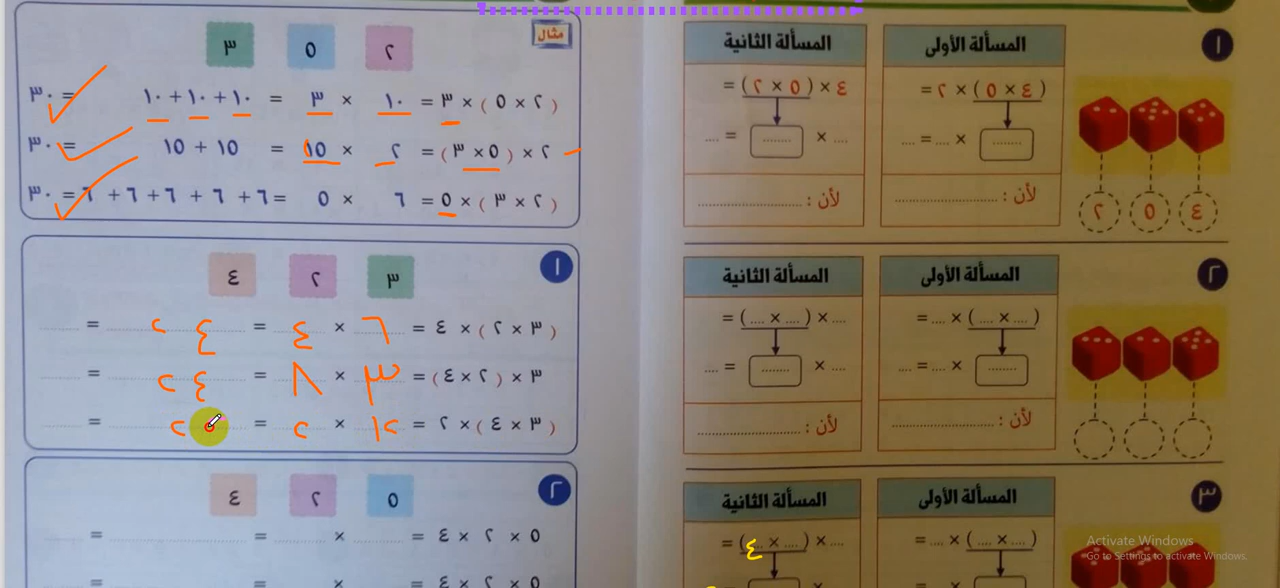 ١
المسألة الأولى
المسألة الثانية
( ٤ × ٥ ) × ٢ =
٤ × ( ٥ × ٢ ) =
........ × .... = ....
.... × ........ = ....
لأن : ......................
لأن : ......................
٤ ٥ ٢
٢
المسألة الأولى
المسألة الثانية
( .... × .... ) × .... =
.... × ( .... × .... ) =
........ × .... = ....
.... × ........ = ....
لأن : ......................
لأن : ......................
٣
المسألة الأولى
المسألة الثانية
( .... × .... ) × .... =
.... × ( .... × ٤ ) =
مثال
٢ ٥ ٣
( ٢ × ٥ ) × ٣ = ١٠ × ٣ = ١٠ + ١٠ + ١٠ = ٣٠
٢ × ( ٥ × ٣ ) = ٢ × ١٥ = ١٥ + ١٥ = ٣٠
( ٢ × ٣ ) × ٥ = ٦ × ٥ = ٦ + ٦ + ٦ + ٦ + ٦ = ٣٠
١
٣ ٢ ٤
( ٣ × ٢ ) × ٤ = ٦ × ٤ = ٢٤ = ........
٣ × ( ٢ × ٤ ) = ٣ × ٨ = ٢٤ = ........
( ٣ × ٤ ) × ٢ = ١٢ × ٢ = ٢ = ........
٢
٥ ٢ ٤
٥ × ٢ × ٤ = ........ × ........ = ........ = ........
٥ × ٢ × ٤ =
Activate Windows
Go to Settings to activate Windows.